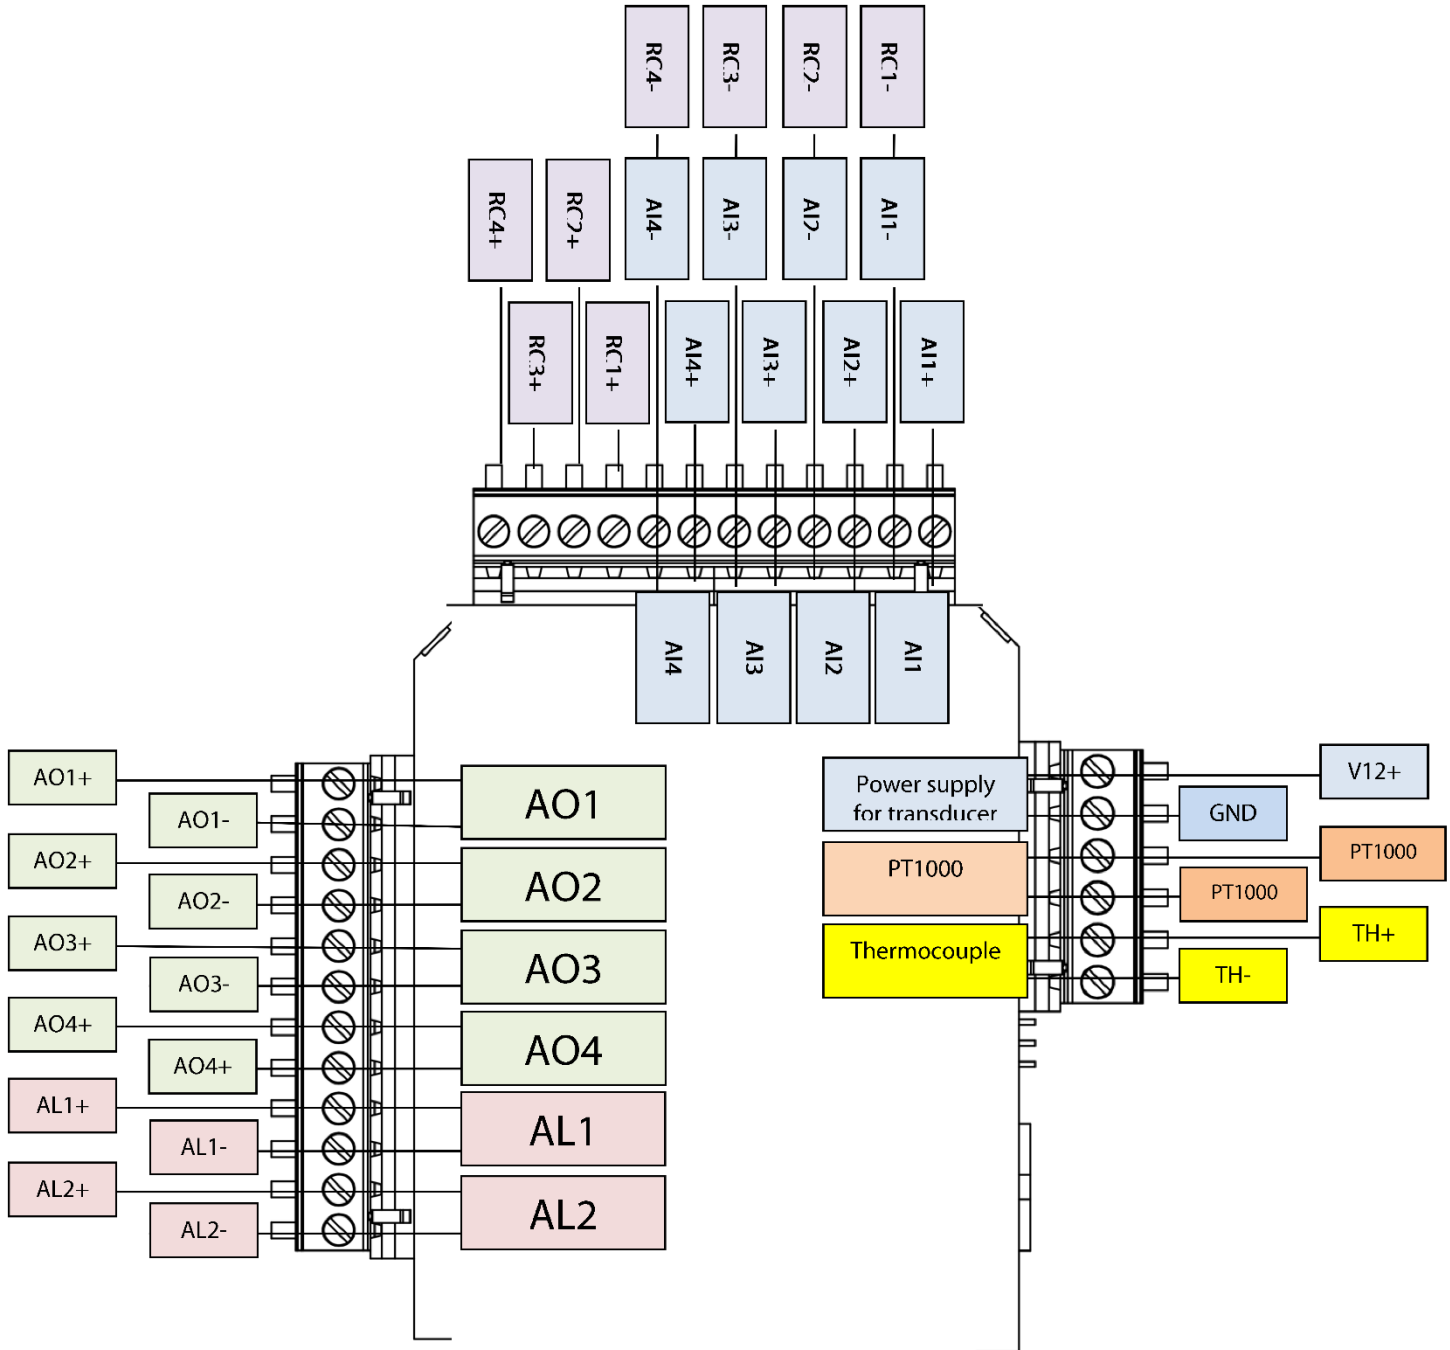 RC4-
RC3-
RC2-
RC1-
RC4+
RC2+
AI4-
AI3-
AI2-
AI1-
RC3+
RC1+
AI4+
AI3+
AI2+
AI1+
AI4
AI3
AI2
AI1
AO1+
AO1-
AO2+
AO2-
AO3+
AO3-
AO4+
AO4+
AL1+
AL1-
AL2+
AL2-
AO1
AO2
AO3
AO4
AL1
AL2
Power supply
for transducer
PT1000
Thermocouple
V12+
GND
PT1000
PT1000
TH+
TH-